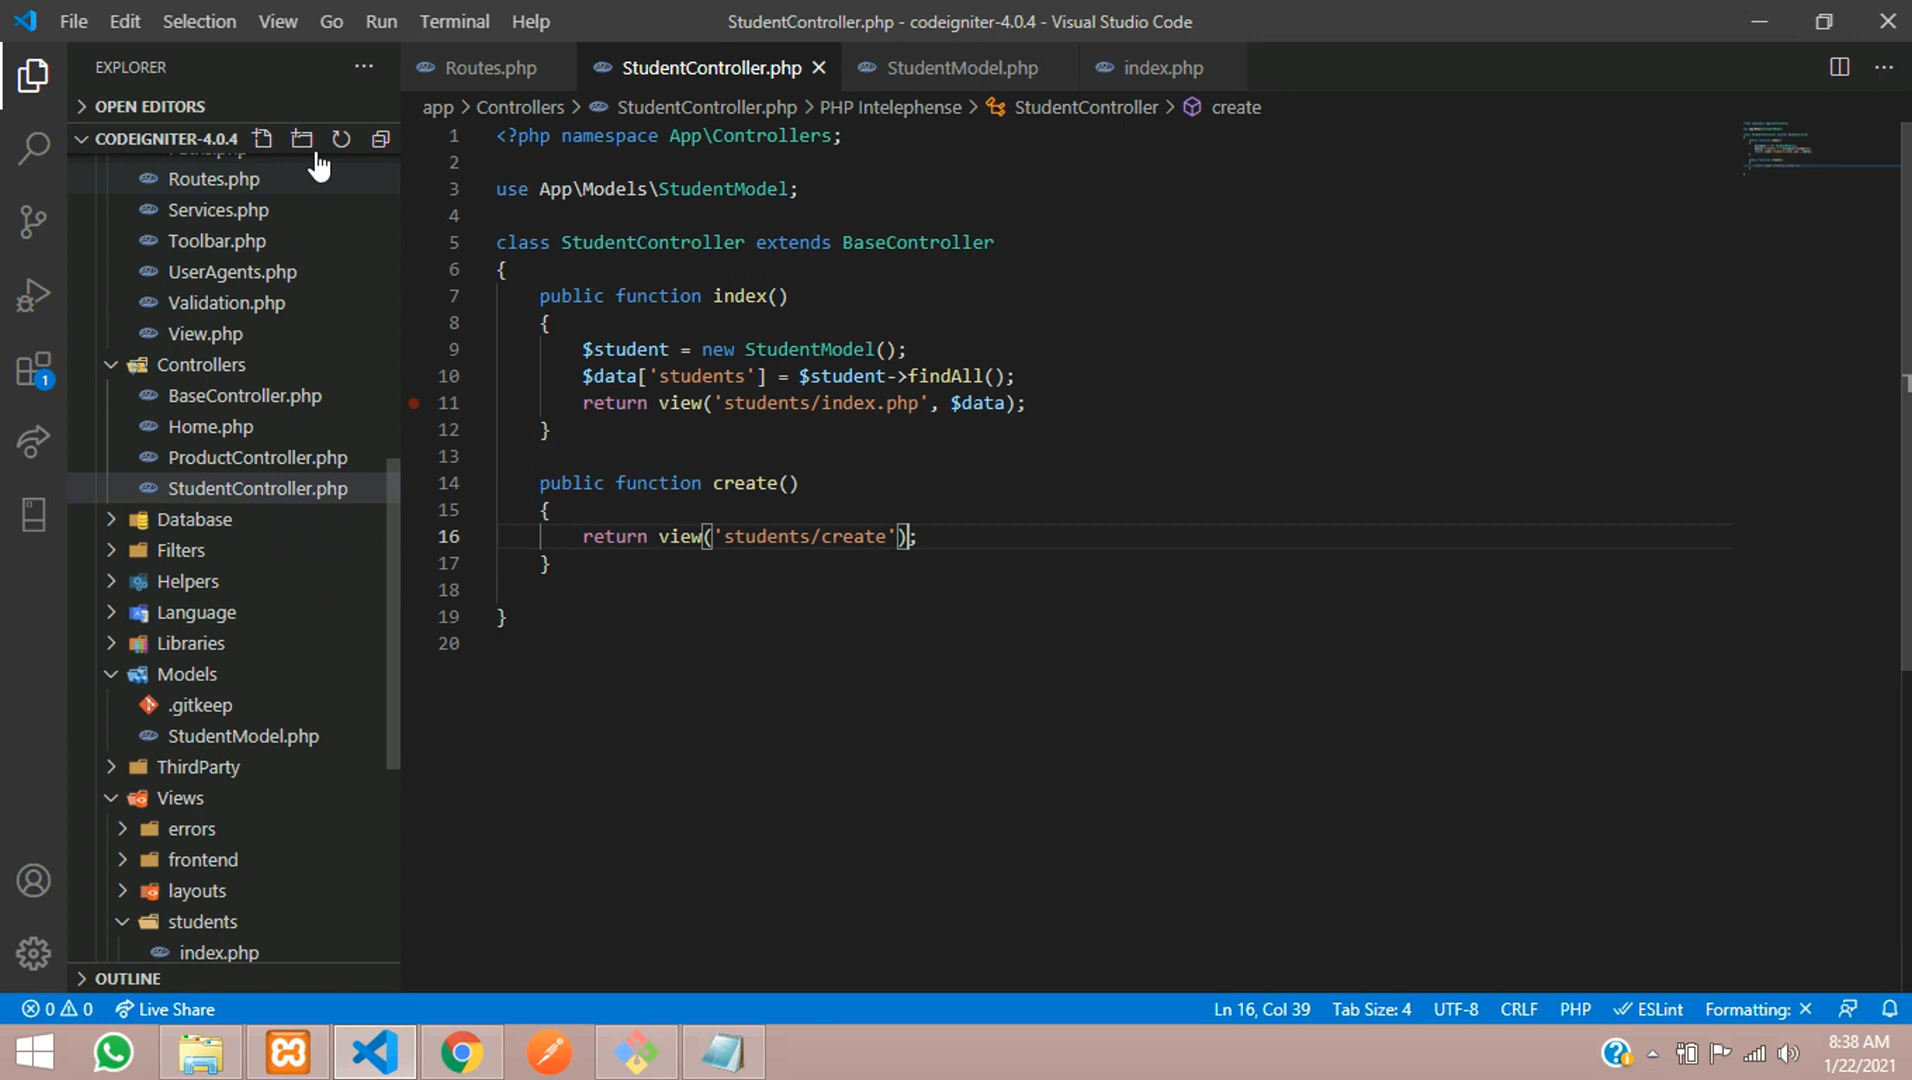 File Edit Selection View Go Run Terminal Help
StudentController.php - codeigniter-4.0.4 - Visual Studio Code
EXPLORER
OPEN EDITORS
CODEIGNITER-4.0.4
Routes.php
Services.php
Toolbar.php
UserAgents.php
Validation.php
View.php
Controllers
BaseController.php
Home.php
ProductController.php
StudentController.php
Database
Filters
Helpers
Language
Libraries
Models
.gitkeep
StudentModel.php
ThirdParty
Views
errors
frontend
layouts
students
index.php
OUTLINE
1
Routes.php StudentController.php StudentModel.php index.php
app > Controllers > StudentController.php > PHP Intelephense > StudentController > create
1 <?php namespace App\Controllers;
2
3 use App\Models\StudentModel;
4
5 class StudentController extends BaseController
6 {
7 public function index()
8 {
9 $student = new StudentModel();
10 $data['students'] = $student->findAll();
11 return view('students/index.php', $data);
12 }
13
14 public function create()
15 {
16 return view('students/create');
17 }
18
19 }
20
0 0 Live Share Ln 16, Col 39 Tab Size: 4 UTF-8 CRLF PHP ESLint Formatting: ×
8:38 AM
1/22/2021